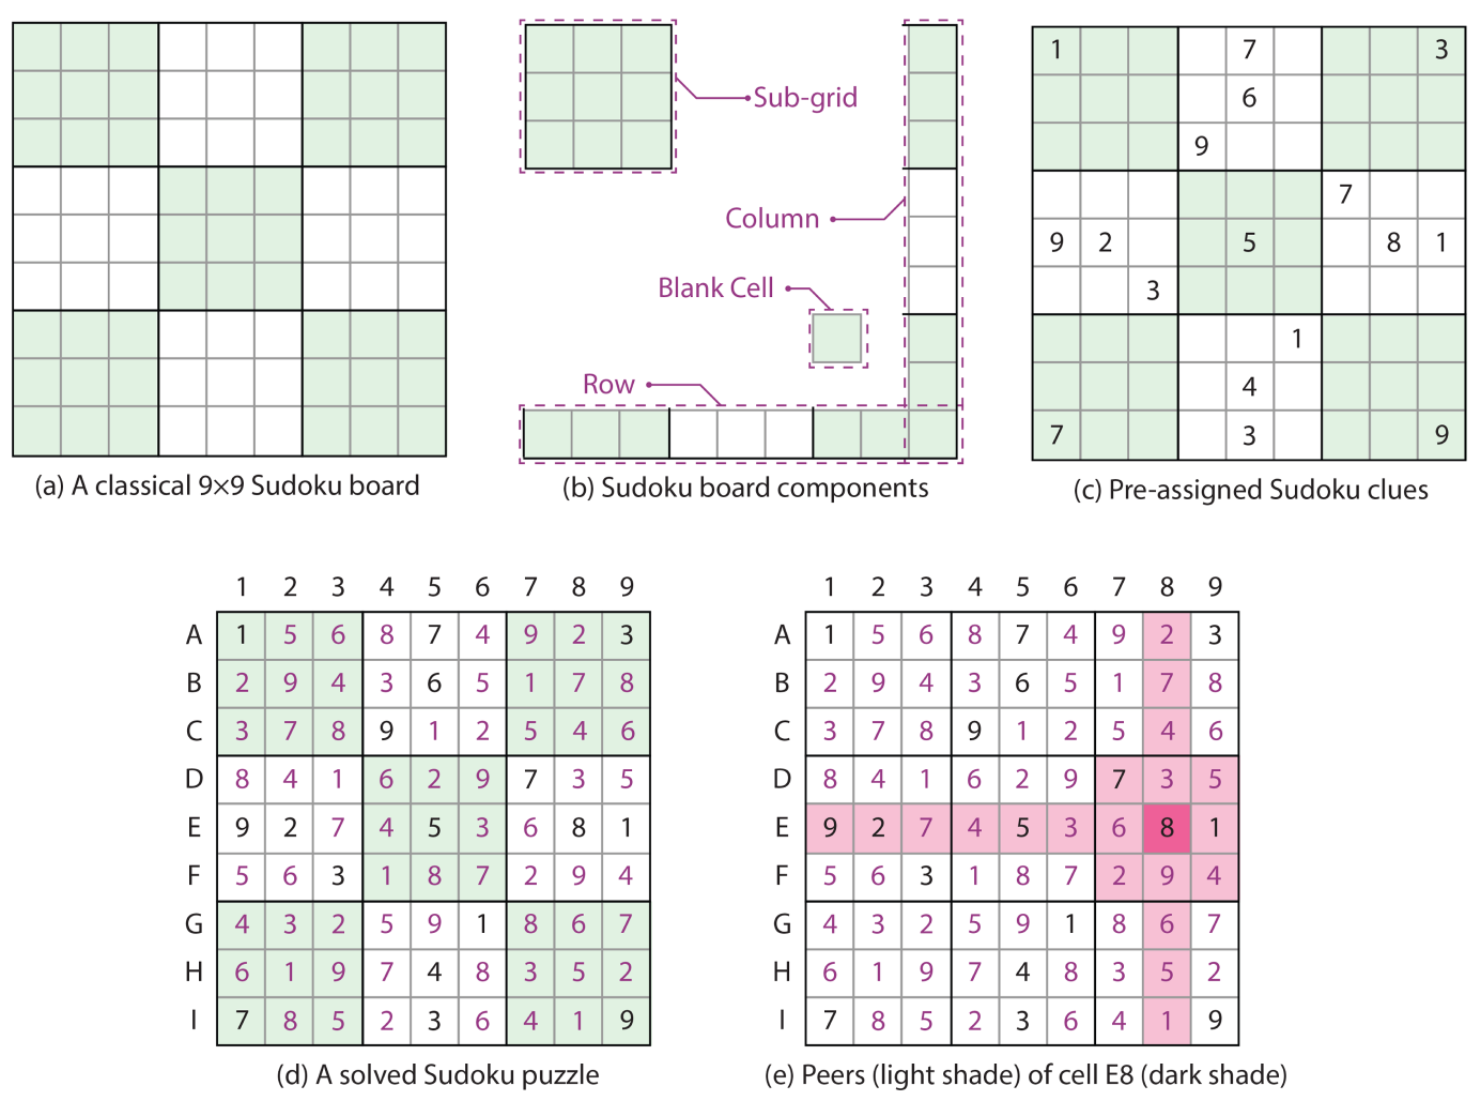 Sub-grid
Column
Blank Cell
Row
1 7 3
6
9
7
9 2 5 8 1
3
1
4
7 3 9
(a) A classical 9×9 Sudoku board
(b) Sudoku board components
(c) Pre-assigned Sudoku clues
1 2 3 4 5 6 7 8 9
A 1 5 6 8 7 4 9 2 3
B 2 9 4 3 6 5 1 7 8
C 3 7 8 9 1 2 5 4 6
D 8 4 1 6 2 9 7 3 5
E 9 2 7 4 5 3 6 8 1
F 5 6 3 1 8 7 2 9 4
G 4 3 2 5 9 1 8 6 7
H 6 1 9 7 4 8 3 5 2
I 7 8 5 2 3 6 4 1 9
(d) A solved Sudoku puzzle
1 2 3 4 5 6 7 8 9
A 1 5 6 8 7 4 9 2 3
B 2 9 4 3 6 5 1 7 8
C 3 7 8 9 1 2 5 4 6
D 8 4 1 6 2 9 7 3 5
E 9 2 7 4 5 3 6 8 1
F 5 6 3 1 8 7 2 9 4
G 4 3 2 5 9 1 8 6 7
H 6 1 9 7 4 8 3 5 2
I 7 8 5 2 3 6 4 1 9
(e) Peers (light shade) of cell E8 (dark shade)